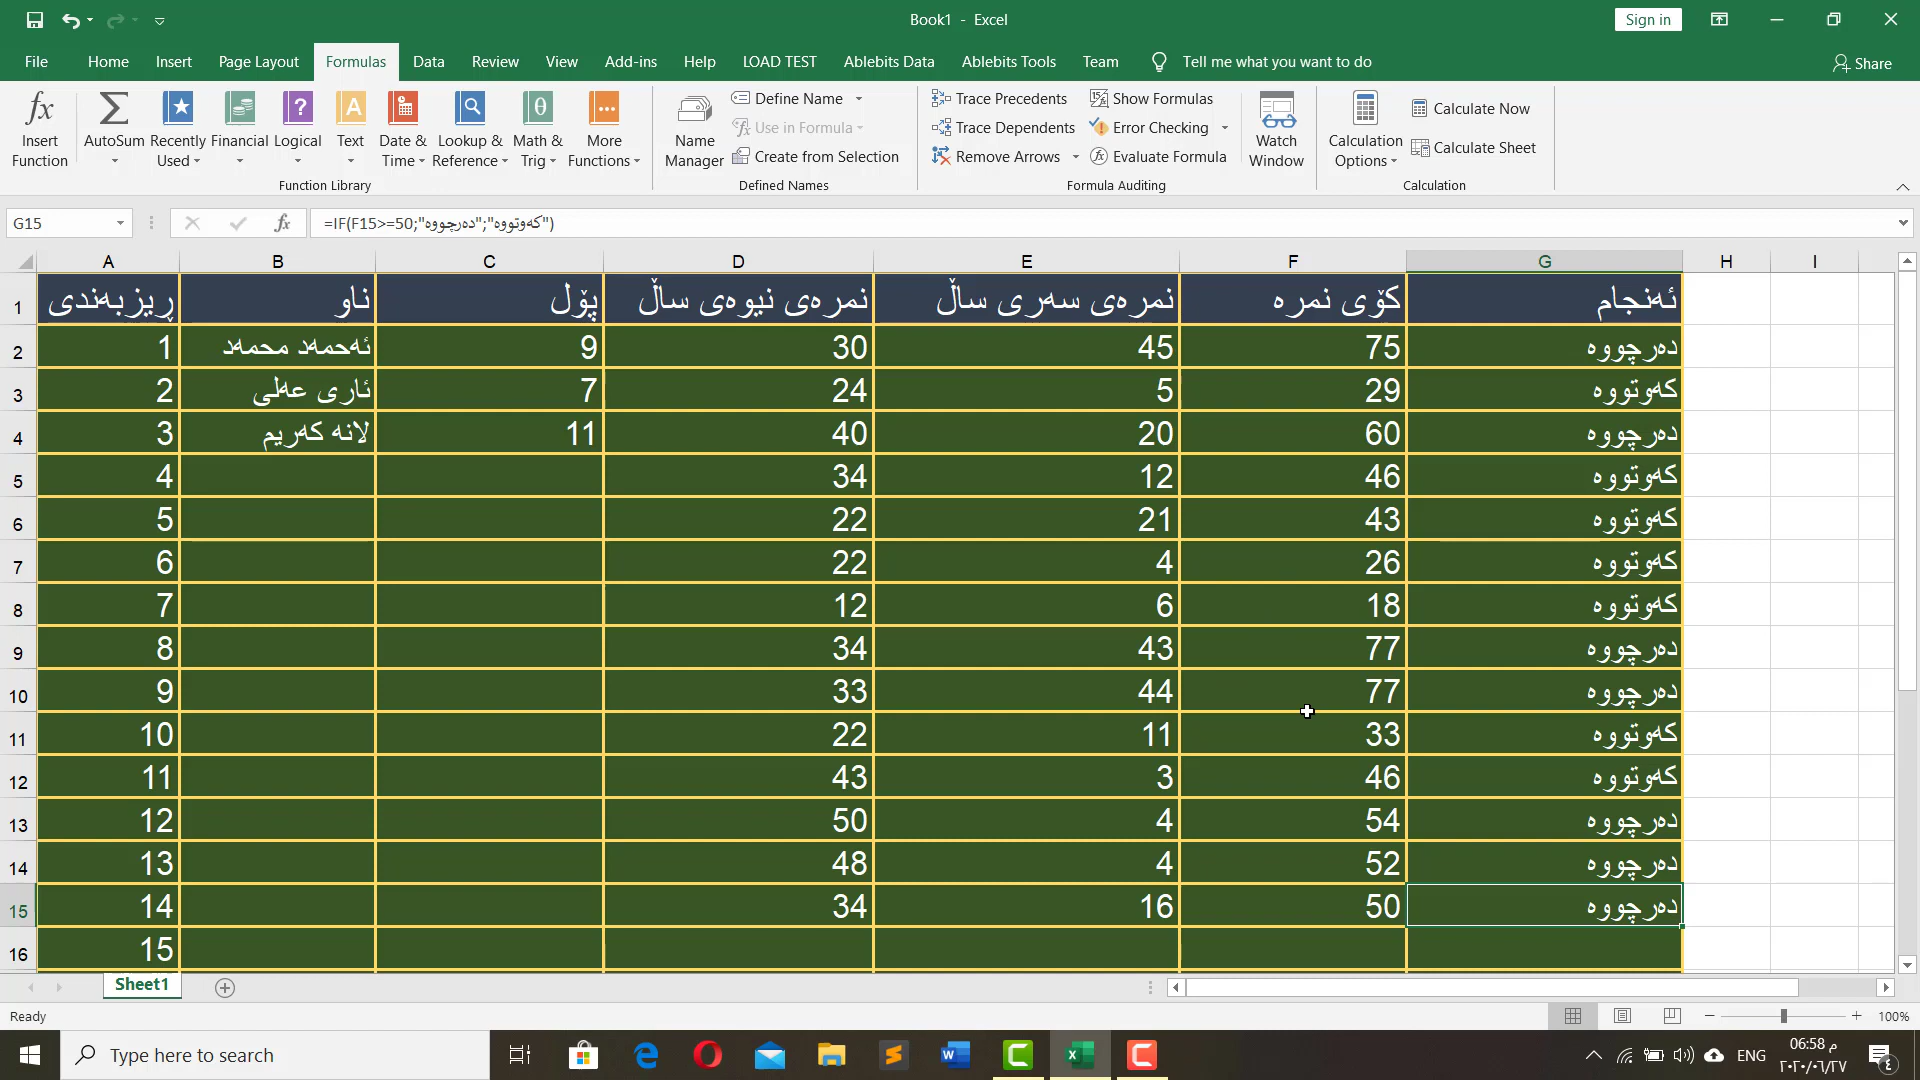 Book1 - Excel
Sign in
File Home Insert Page Layout Formulas Data Review View Add-ins Help LOAD TEST Ablebits Data Ablebits Tools Team Tell me what you want to do Share
Insert Function
AutoSum
Recently Used
Financial
Logical
Text
Date & Time
Lookup & Reference
Math & Trig
More Functions
Function Library
Name Manager
Define Name
Use in Formula
Create from Selection
Defined Names
Trace Precedents
Trace Dependents
Remove Arrows
Show Formulas
Error Checking
Evaluate Formula
Formula Auditing
Watch Window
Calculation Options
Calculate Now
Calculate Sheet
Calculation
G15
fx
=IF(F15>=50;"دەرچووە";"کەوتووە")
A B C D E F G H I
1 ڕیزبەندی ناو پۆل نمرەی نیوەی ساڵ نمرەی سەری ساڵ کۆی نمرە ئەنجام
2 1 ئەحمەد محمەد 9 30 45 75 دەرچووە
3 2 ئاری عەلی 7 24 5 29 کەوتووە
4 3 لانە کەریم 11 40 20 60 دەرچووە
5 4 34 12 46 کەوتووە
6 5 22 21 43 کەوتووە
7 6 22 4 26 کەوتووە
8 7 12 6 18 کەوتووە
9 8 34 43 77 دەرچووە
10 9 33 44 77 دەرچووە
11 10 22 11 33 کەوتووە
12 11 43 3 46 کەوتووە
13 12 50 4 54 دەرچووە
14 13 48 4 52 دەرچووە
15 14 34 16 50 دەرچووە
16 15
Sheet1
Ready
100%
Type here to search
ENG
06:58 م
٢٠٢٠/٠٦/٢٧
٤